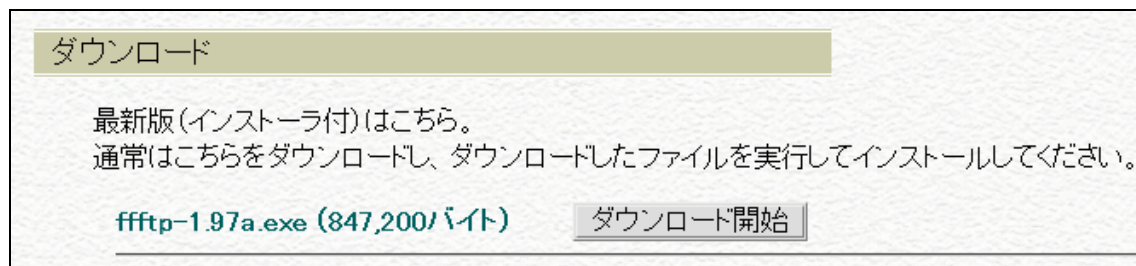 ダウンロード
最新版(インストーラ付)はこちら。
通常はこちらをダウンロードし、ダウンロードしたファイルを実行してインストールしてください。
ffftp-1.97a.exe (847,200バイト) ダウンロード開始